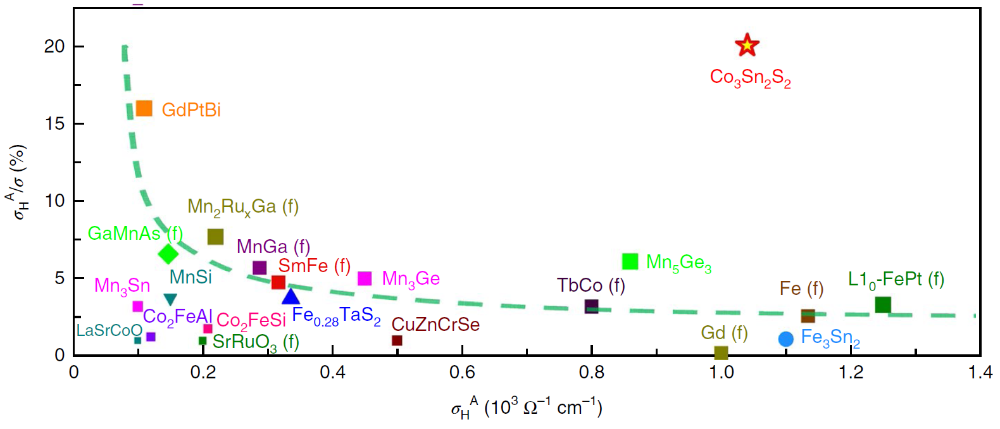 20
Co₃Sn₂S₂
GdPtBi
15
σ_H^A/σ (%)
10
Mn₂RuₓGa (f)
GaMnAs (f)
MnGa (f)
SmFe (f)
Mn₅Ge₃
5
MnSi
Mn₃Ge
L1₀-FePt (f)
Mn₃Sn
TbCo (f)
Fe (f)
Co₂FeAl
Co₂FeSi
Fe₀.₂₈TaS₂
CuZnCrSe
LaSrCoO
SrRuO₃ (f)
Gd (f)
Fe₃Sn₂
0
0 0.2 0.4 0.6 0.8 1.0 1.2 1.4
σ_H^A (10³ Ω⁻¹ cm⁻¹)